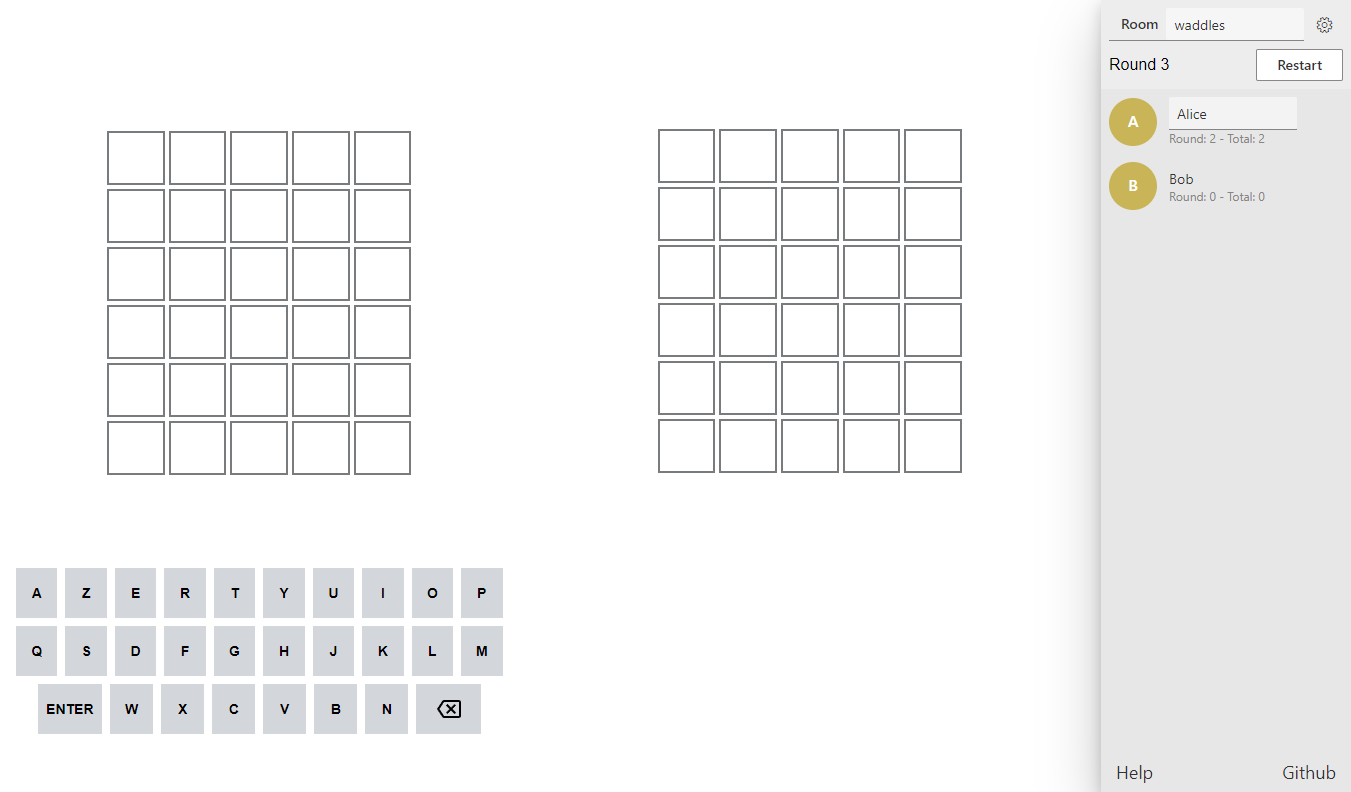 Room waddles
Round 3 Restart
A Alice
Round: 2 - Total: 2
B Bob
Round: 0 - Total: 0
A Z E R T Y U I O P
Q S D F G H J K L M
ENTER W X C V B N
Help Github